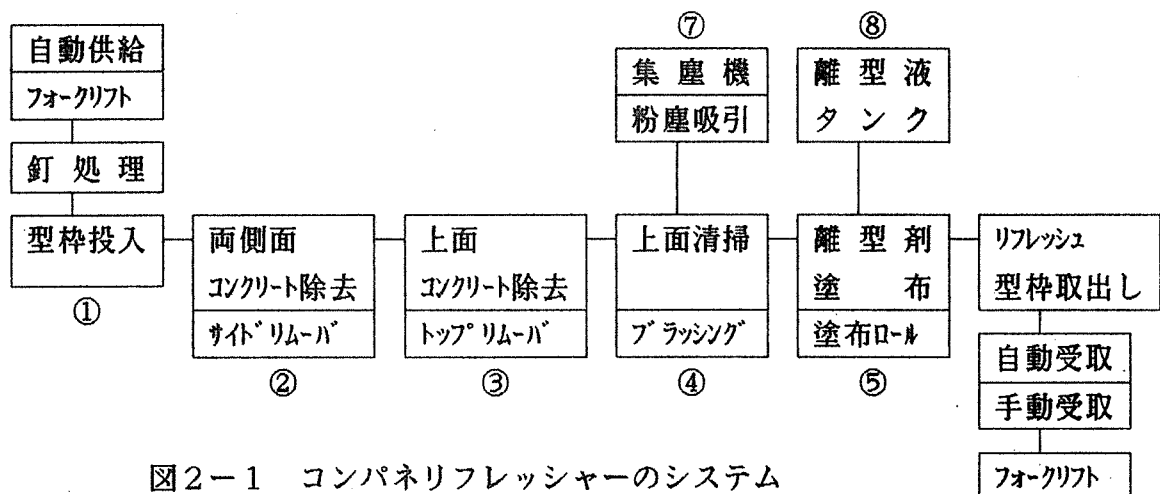 自動供給
フォークリフト
釘処理
型枠投入
①
両側面
コンクリート除去
サイドリムーバ
②
上面
コンクリート除去
トップリムーバ
③
⑦
集塵機
粉塵吸引
上面清掃
ブラッシング
④
⑧
離型液
タンク
離型剤
塗布
塗布ロール
⑤
リフレッシュ
型枠取出し
自動受取
手動受取
フォークリフト
図2-1 コンパネリフレッシャーのシステム